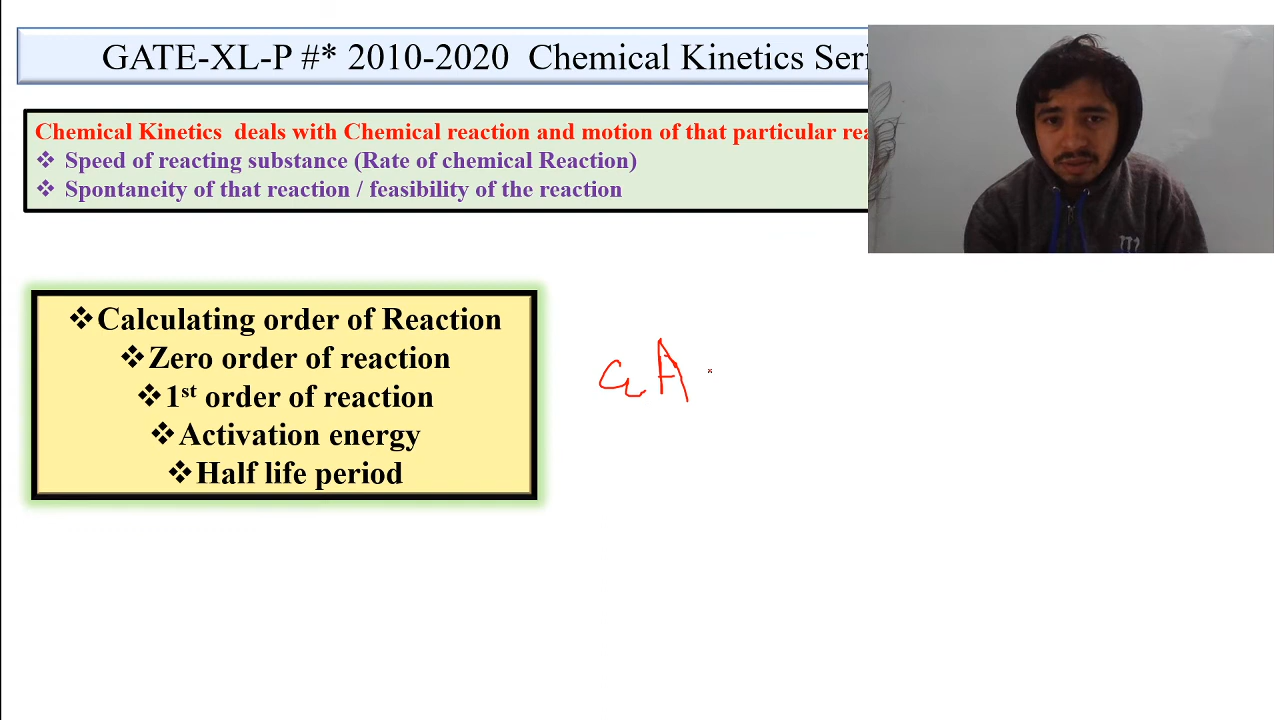 GATE-XL-P #* 2010-2020 Chemical Kinetics Seri
Chemical Kinetics deals with Chemical reaction and motion of that particular rea
❖ Speed of reacting substance (Rate of chemical Reaction)
❖ Spontaneity of that reaction / feasibility of the reaction
❖Calculating order of Reaction
❖Zero order of reaction
❖1st order of reaction
❖Activation energy
❖Half life period
aA